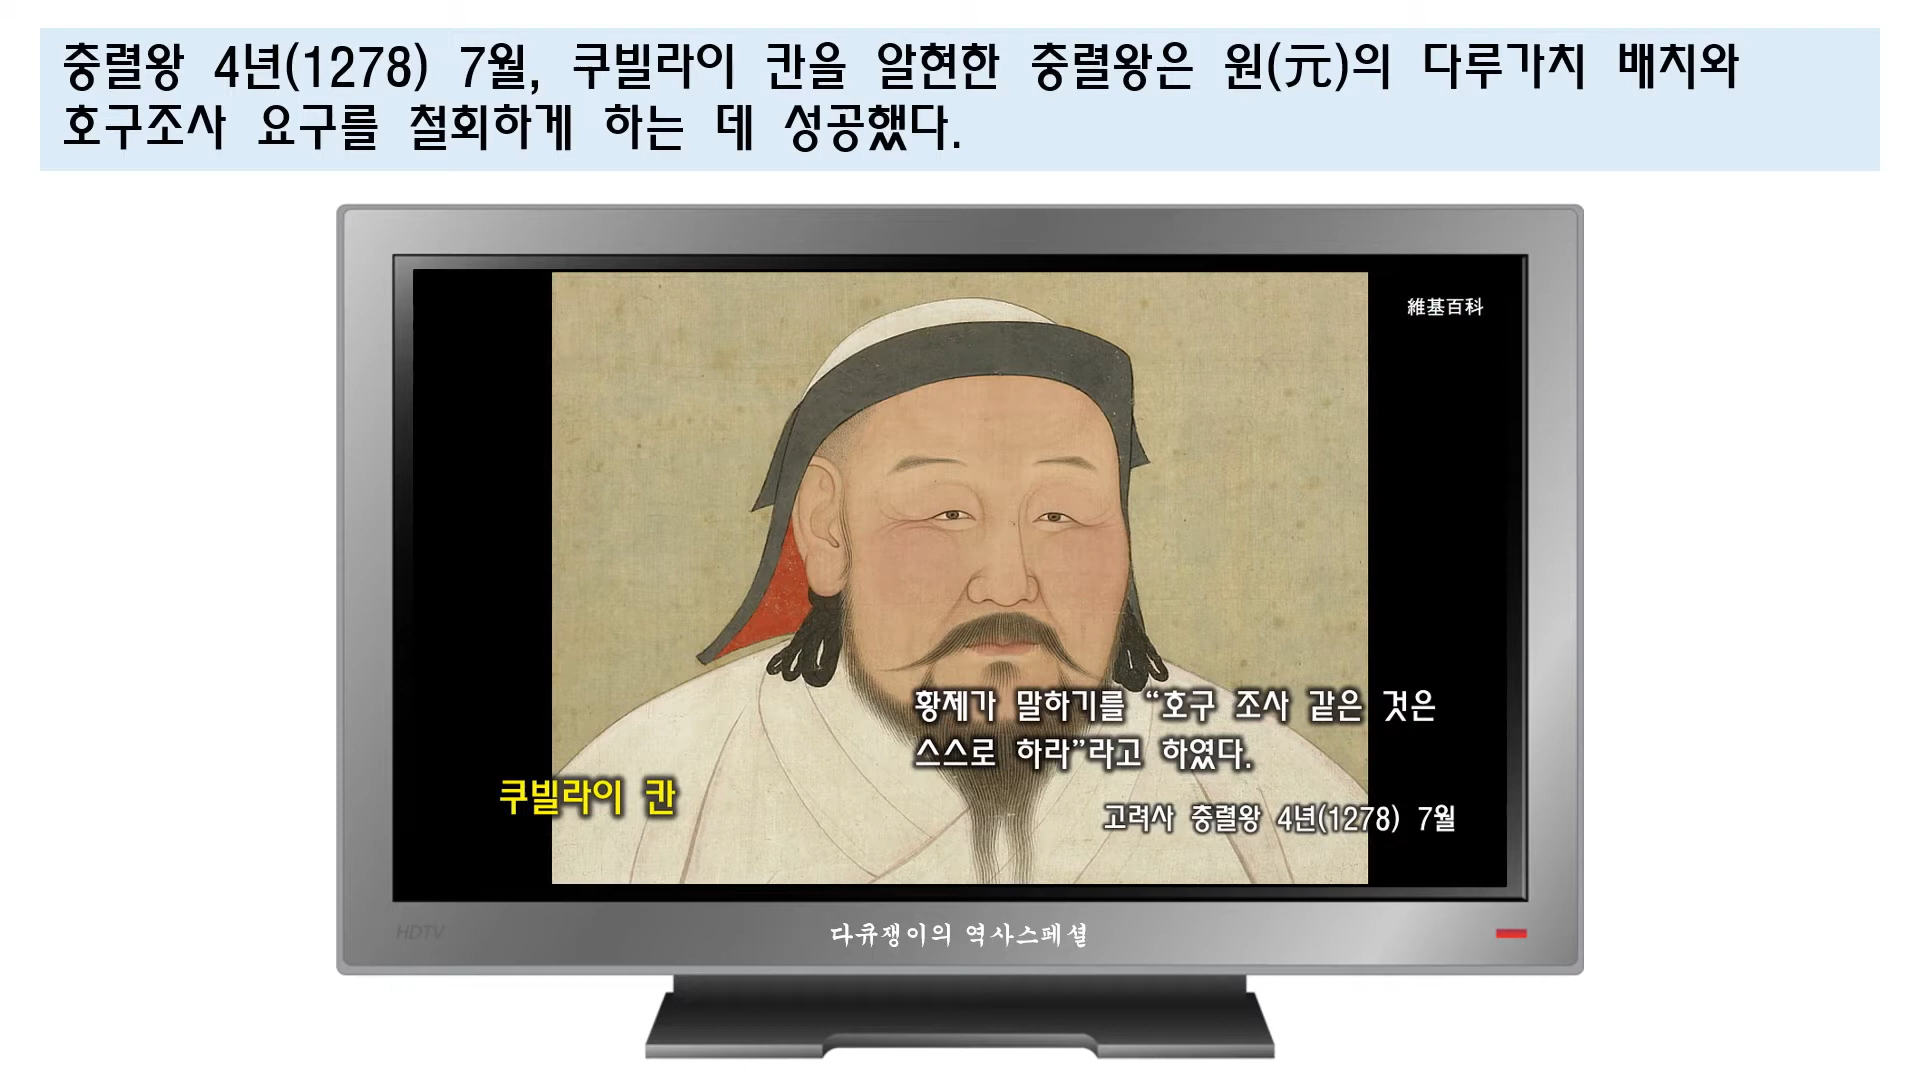 충렬왕 4년(1278) 7월, 쿠빌라이 칸을 알현한 충렬왕은 원(元)의 다루가치 배치와
호구조사 요구를 철회하게 하는 데 성공했다.
維基百科
황제가 말하기를 “호구 조사 같은 것은
스스로 하라”라고 하였다.
쿠빌라이 칸
고려사 충렬왕 4년(1278) 7월
HDTV
다큐쟁이의 역사스페셜